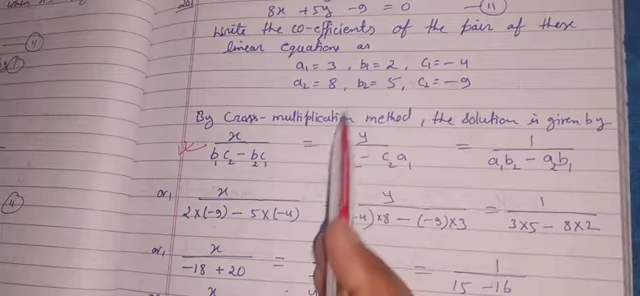 8x + 5y - 9 = 0 — (11)
Write the co-efficients of the pair of these
linear equations as
a₁ = 3, b₁ = 2, c₁ = -4
a₂ = 8, b₂ = 5, c₂ = -9
By Cross-multiplication method, the solution is given by
x / (b₁c₂ - b₂c₁) = y / - c₂a₁ = 1 / (a₁b₂ - a₂b₁)
or, x / (2×(-9) - 5×(-4)) y / -4)×8 - (-9)×3 = 1 / (3×5 - 8×2)
or, x / (-18 + 20) = = 1 / (15 - 16)